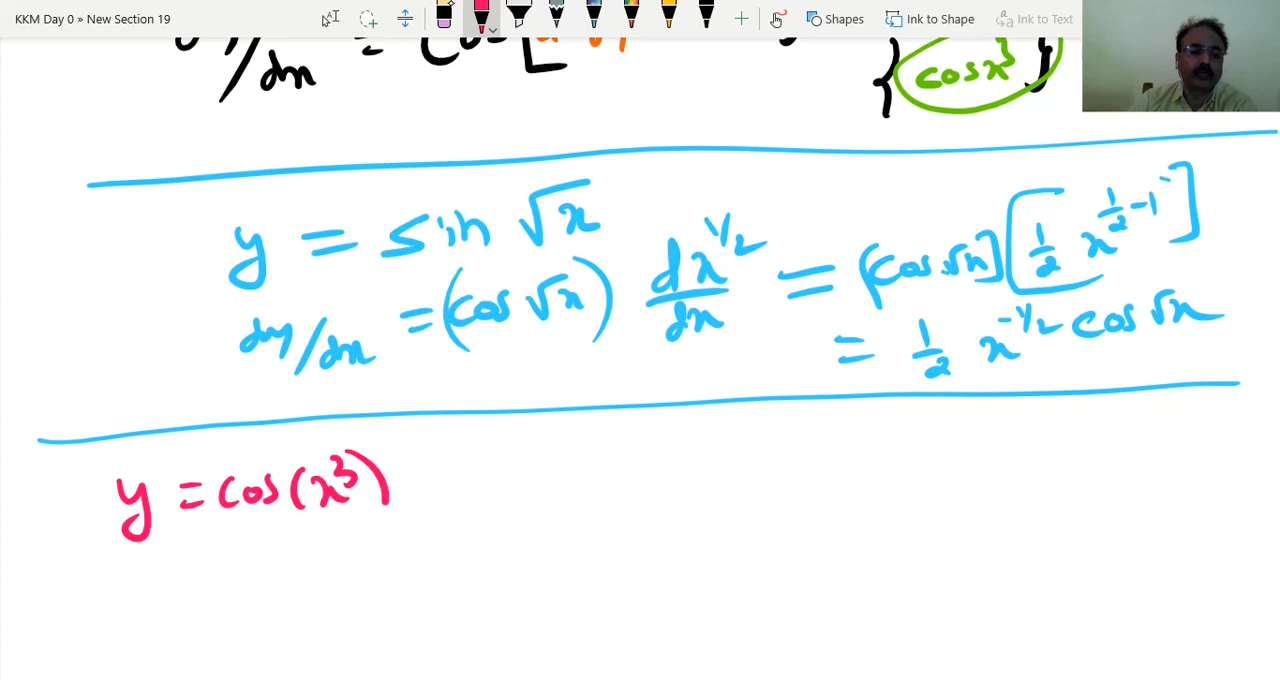 KKM Day 0 » New Section 19
Shapes
Ink to Shape
Ink to Text
/dx =
cos x³
y = sin √x
dy/dx = (cos √x) dx^1/2/dx = [cos √x] [1/2 x^1/2 -1]
= 1/2 x^-1/2 cos √x
y = cos(x³)